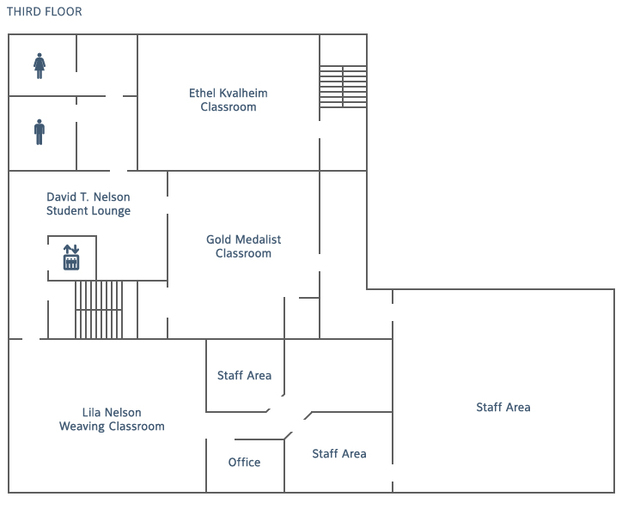 THIRD FLOOR
Ethel Kvalheim
Classroom
David T. Nelson
Student Lounge
Gold Medalist
Classroom
Staff Area
Lila Nelson
Weaving Classroom
Staff Area
Staff Area
Office